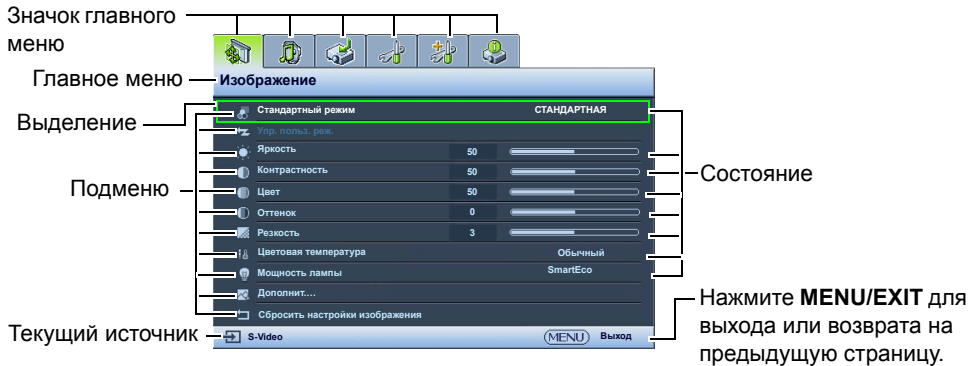 Значок главного
меню
Главное меню
Изображение
Выделение
Стандартный режим СТАНДАРТНАЯ
Упр. польз. реж.
Яркость 50
Контрастность 50
Подменю
Состояние
Цвет 50
Оттенок 0
Резкость 3
Цветовая температура Обычный
Мощность лампы SmartEco
Дополнит....
Сбросить настройки изображения
Текущий источник
S-Video MENU Выход
Нажмите MENU/EXIT для
выхода или возврата на
предыдущую страницу.